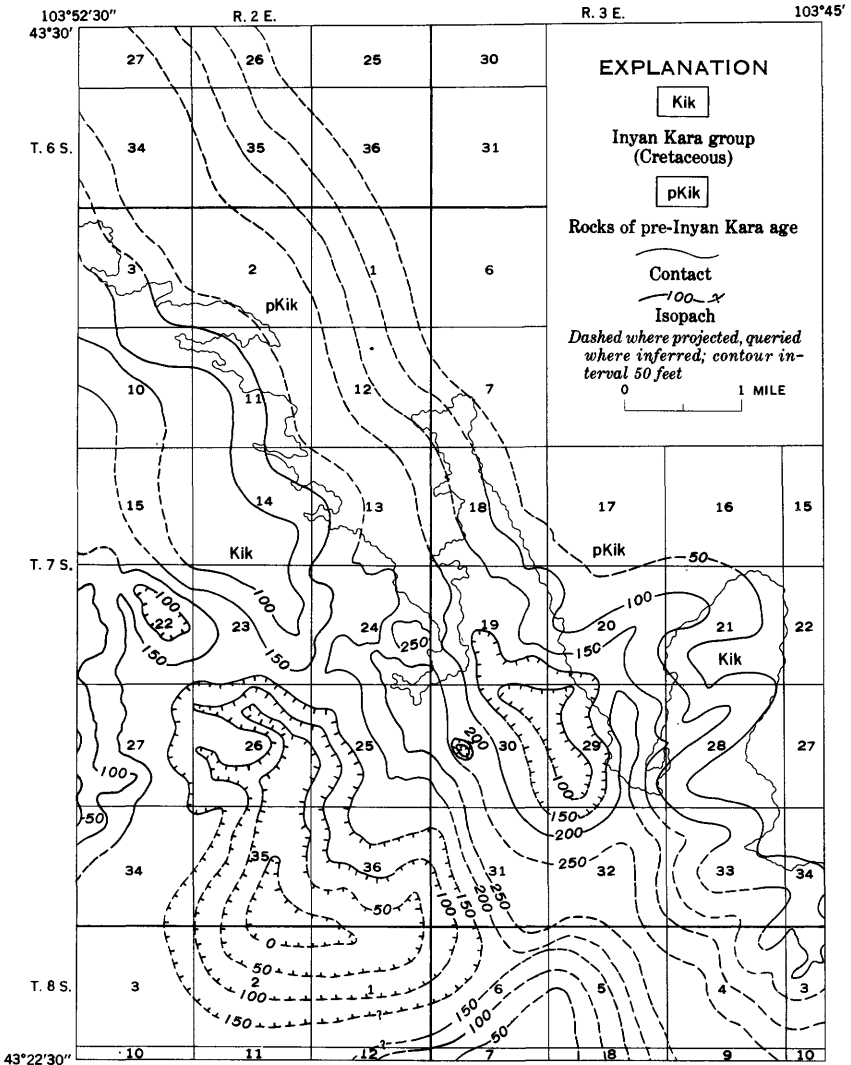 103°52'30" R. 2 E. R. 3 E. 103°45'
43°30'
27 26 25 30
EXPLANATION
Kik
Inyan Kara group
(Cretaceous)
pKik
Rocks of pre-Inyan Kara age
Contact
100 x
Isopach
Dashed where projected, queried
where inferred; contour in-
terval 50 feet
0 1 MILE
T. 6 S. 34 35 36 31
3 2 1 6
pKik
10 11 12 7
15 14 13 18 17 16 15
Kik pKik
50
T. 7 S.
100 100 100
22 23 24 19 20 21 22
250
150 150 150
Kik
200
27 26 25 30 29 28 27
100 100
50 150
200
34 35 36 31 32 33 34
250
50 100 150 200 250
0
50
T. 8 S. 3 2 1 6 5 4 3
100
150 ? 150
100
50
?
43°22'30" 10 11 12 7 8 9 10